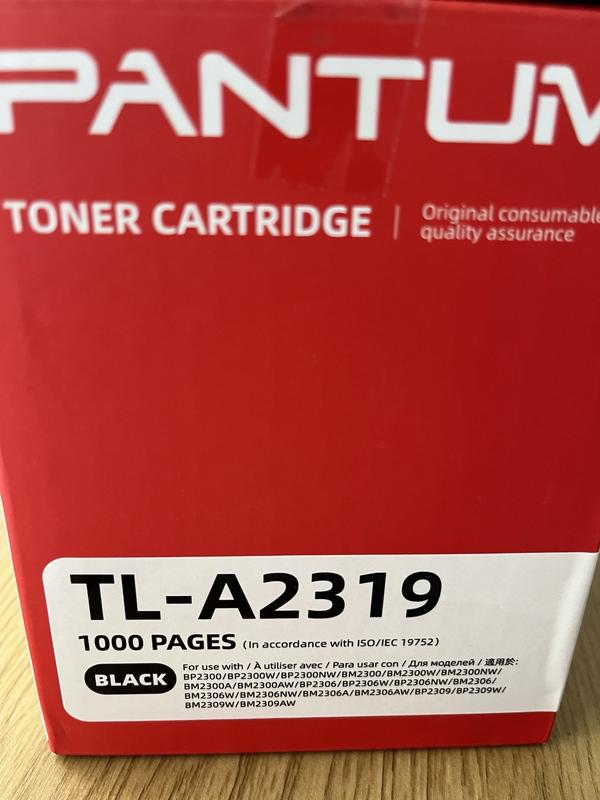 PANTUM
TONER CARTRIDGE | Original consumable
quality assurance
TL-A2319
1000 PAGES (In accordance with ISO/IEC 19752)
BLACK
For use with / À utiliser avec / Para usar con / Для моделей / 適用於:
BP2300/BP2300W/BP2300NW/BM2300/BM2300W/BM2300NW/
BM2300A/BM2300AW/BP2306/BP2306W/BP2306NW/BM2306/
BM2306W/BM2306NW/BM2306A/BM2306AW/BP2309/BP2309W/
BM2309W/BM2309AW